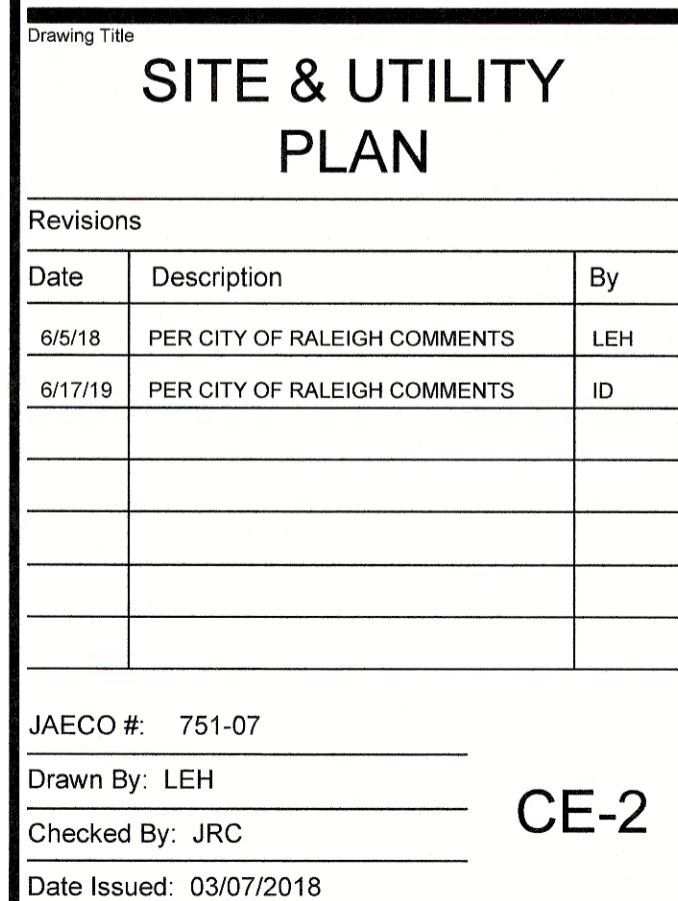 Drawing Title
SITE & UTILITY
PLAN
Revisions
Date Description By
6/5/18 PER CITY OF RALEIGH COMMENTS LEH
6/17/19 PER CITY OF RALEIGH COMMENTS ID
JAECO #: 751-07
Drawn By: LEH
CE-2
Checked By: JRC
Date Issued: 03/07/2018